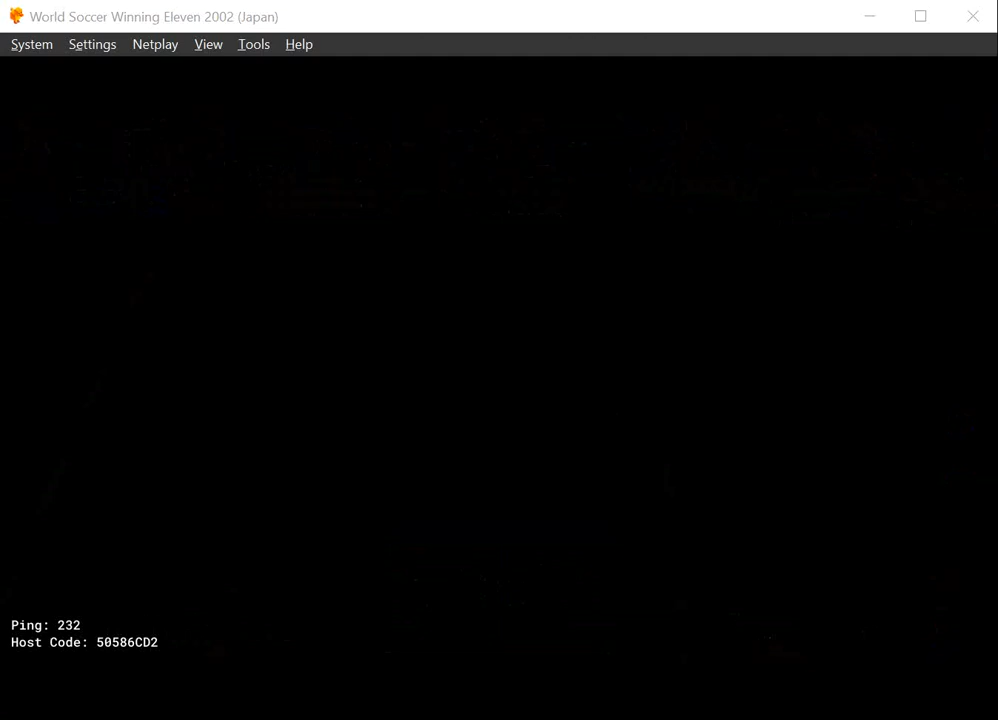 World Soccer Winning Eleven 2002 (Japan)
System Settings Netplay View Tools Help
Ping: 232
Host Code: 50586CD2